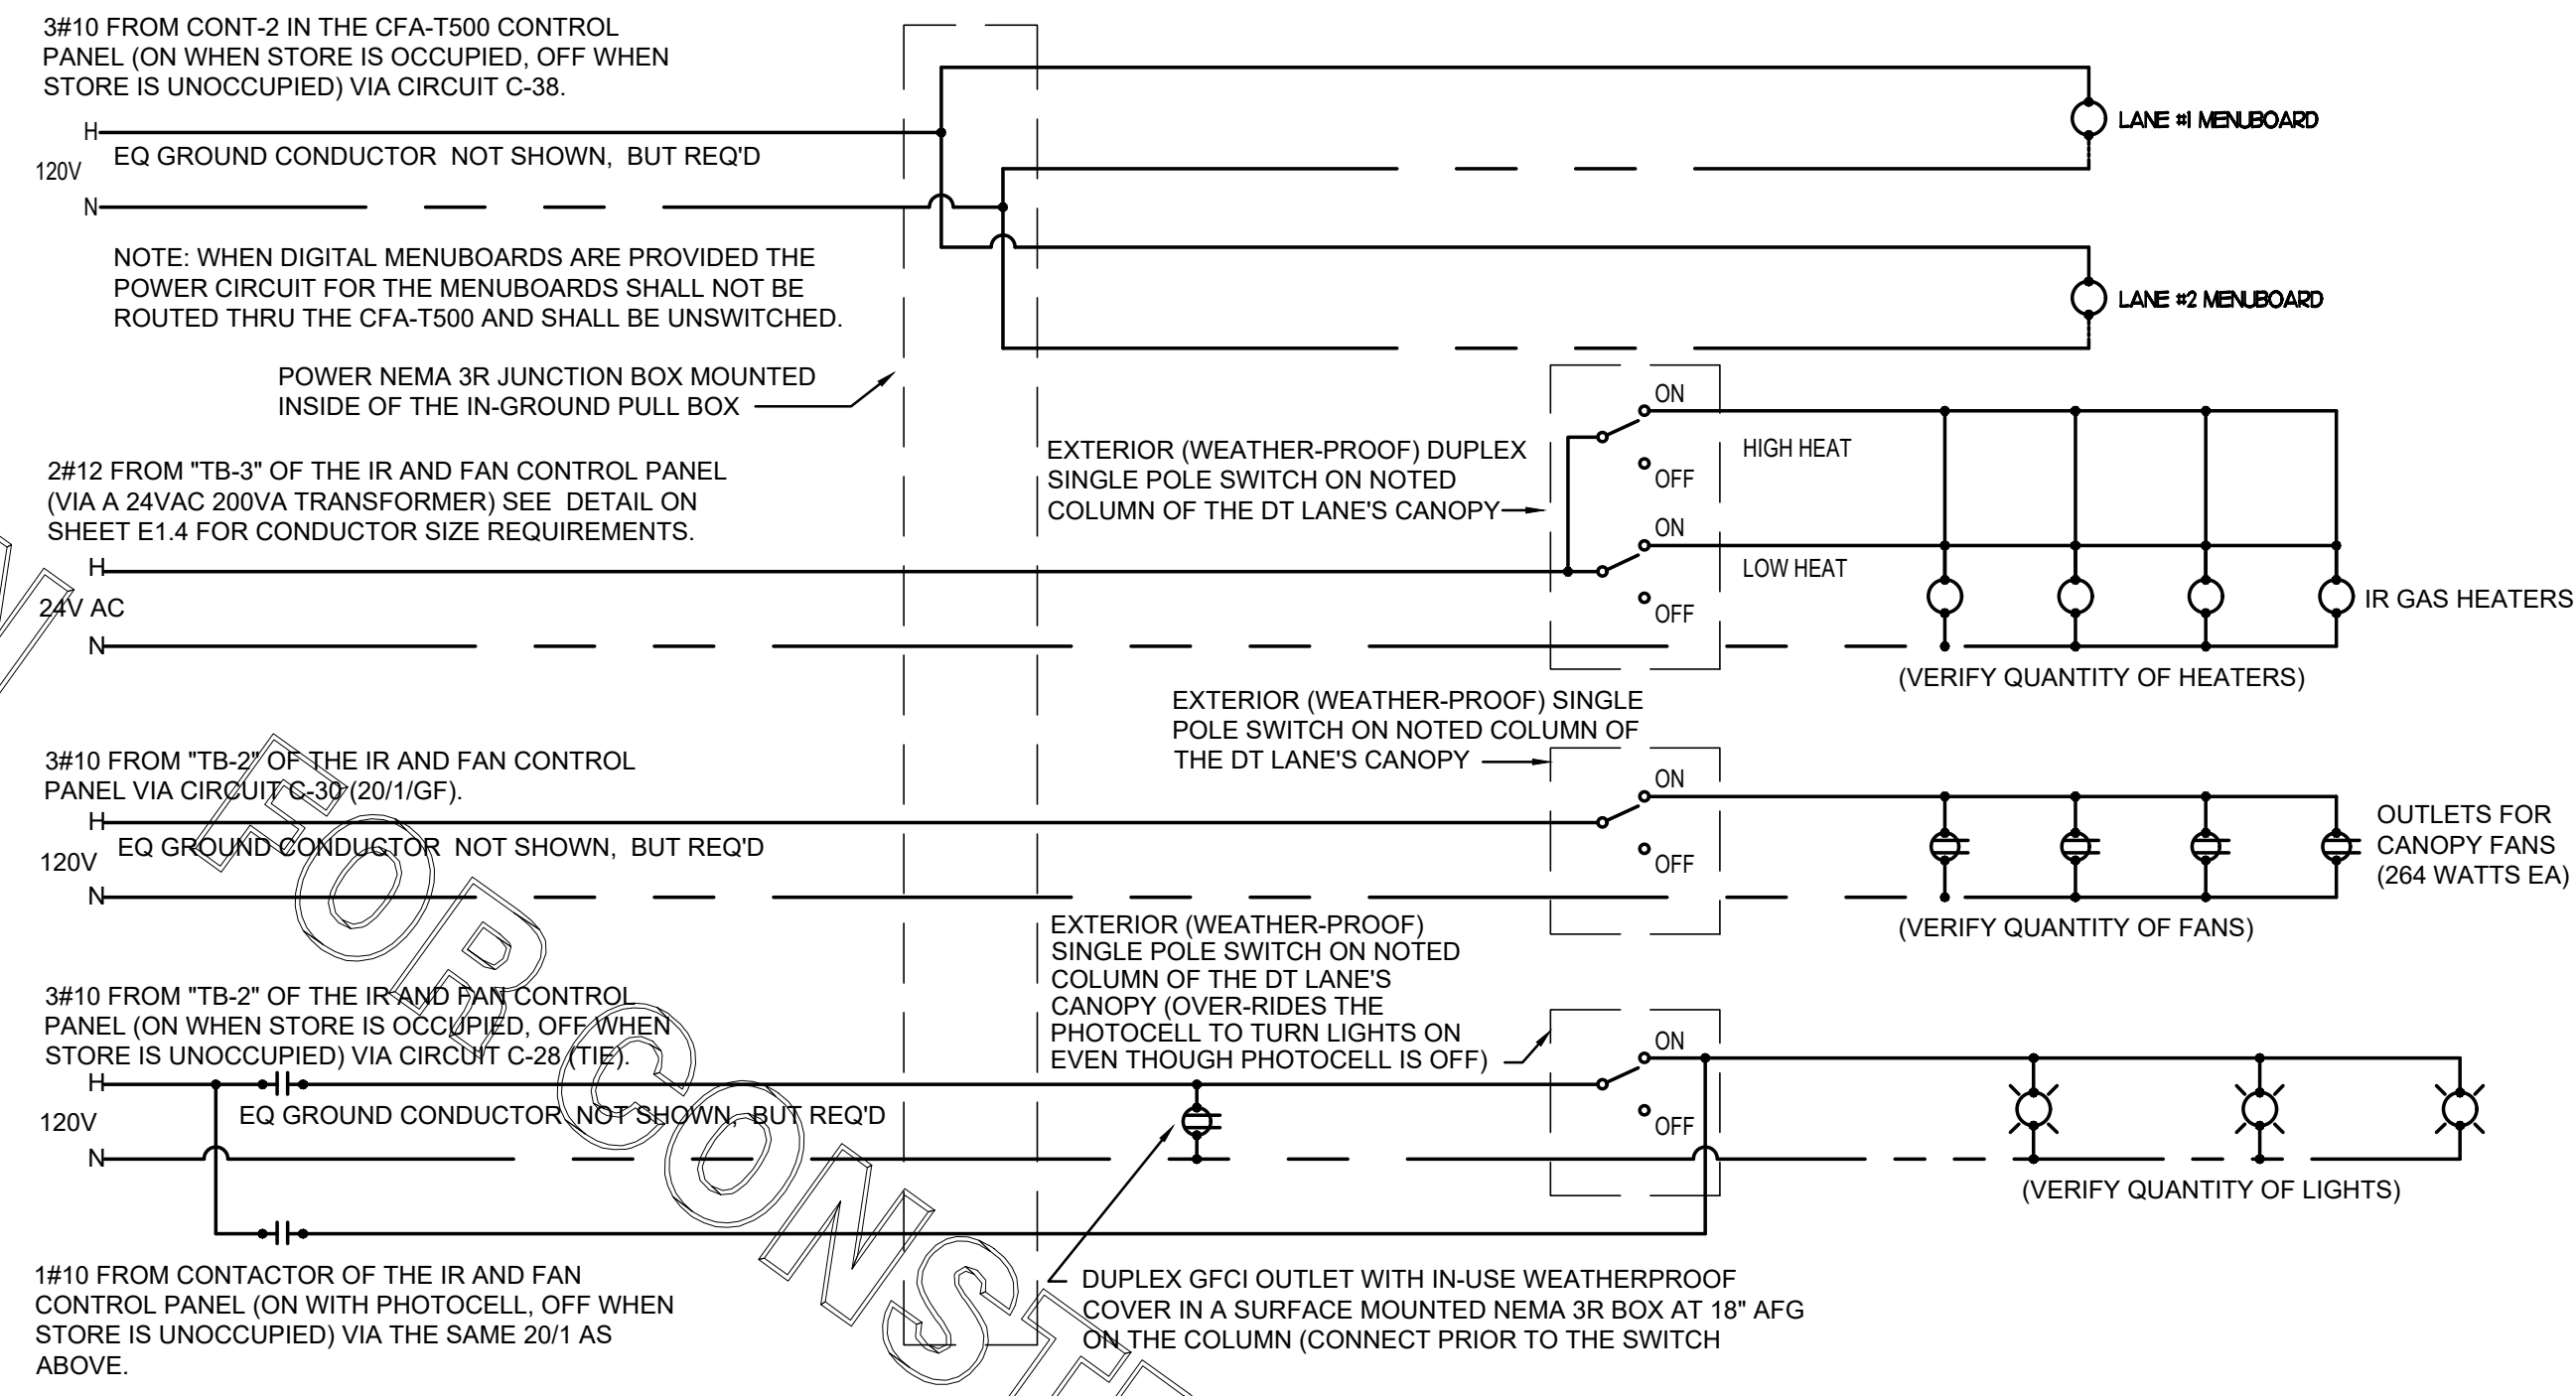 3#10 FROM CONT-2 IN THE CFA-T500 CONTROL
PANEL (ON WHEN STORE IS OCCUPIED, OFF WHEN
STORE IS UNOCCUPIED) VIA CIRCUIT C-38.
H
EQ GROUND CONDUCTOR NOT SHOWN, BUT REQ'D
120V
N
LANE #1 MENUBOARD
NOTE: WHEN DIGITAL MENUBOARDS ARE PROVIDED THE
POWER CIRCUIT FOR THE MENUBOARDS SHALL NOT BE
ROUTED THRU THE CFA-T500 AND SHALL BE UNSWITCHED.
LANE #2 MENUBOARD
POWER NEMA 3R JUNCTION BOX MOUNTED
INSIDE OF THE IN-GROUND PULL BOX
2#12 FROM "TB-3" OF THE IR AND FAN CONTROL PANEL
(VIA A 24VAC 200VA TRANSFORMER) SEE DETAIL ON
SHEET E1.4 FOR CONDUCTOR SIZE REQUIREMENTS.
H
24V AC
N
EXTERIOR (WEATHER-PROOF) DUPLEX
SINGLE POLE SWITCH ON NOTED
COLUMN OF THE DT LANE'S CANOPY
ON
HIGH HEAT
OFF
ON
LOW HEAT
OFF
IR GAS HEATERS
(VERIFY QUANTITY OF HEATERS)
EXTERIOR (WEATHER-PROOF) SINGLE
POLE SWITCH ON NOTED COLUMN OF
THE DT LANE'S CANOPY
3#10 FROM "TB-2" OF THE IR AND FAN CONTROL
PANEL VIA CIRCUIT C-30 (20/1/GF).
H
EQ GROUND CONDUCTOR NOT SHOWN, BUT REQ'D
120V
N
ON
OFF
OUTLETS FOR
CANOPY FANS
(264 WATTS EA)
(VERIFY QUANTITY OF FANS)
EXTERIOR (WEATHER-PROOF)
SINGLE POLE SWITCH ON NOTED
COLUMN OF THE DT LANE'S
CANOPY (OVER-RIDES THE
PHOTOCELL TO TURN LIGHTS ON
EVEN THOUGH PHOTOCELL IS OFF)
3#10 FROM "TB-2" OF THE IR AND FAN CONTROL
PANEL (ON WHEN STORE IS OCCUPIED, OFF WHEN
STORE IS UNOCCUPIED) VIA CIRCUIT C-28 (TIE).
H
EQ GROUND CONDUCTOR NOT SHOWN, BUT REQ'D
120V
N
ON
OFF
(VERIFY QUANTITY OF LIGHTS)
1#10 FROM CONTACTOR OF THE IR AND FAN
CONTROL PANEL (ON WITH PHOTOCELL, OFF WHEN
STORE IS UNOCCUPIED) VIA THE SAME 20/1 AS
ABOVE.
DUPLEX GFCI OUTLET WITH IN-USE WEATHERPROOF
COVER IN A SURFACE MOUNTED NEMA 3R BOX AT 18" AFG
ON THE COLUMN (CONNECT PRIOR TO THE SWITCH
FOR CONST